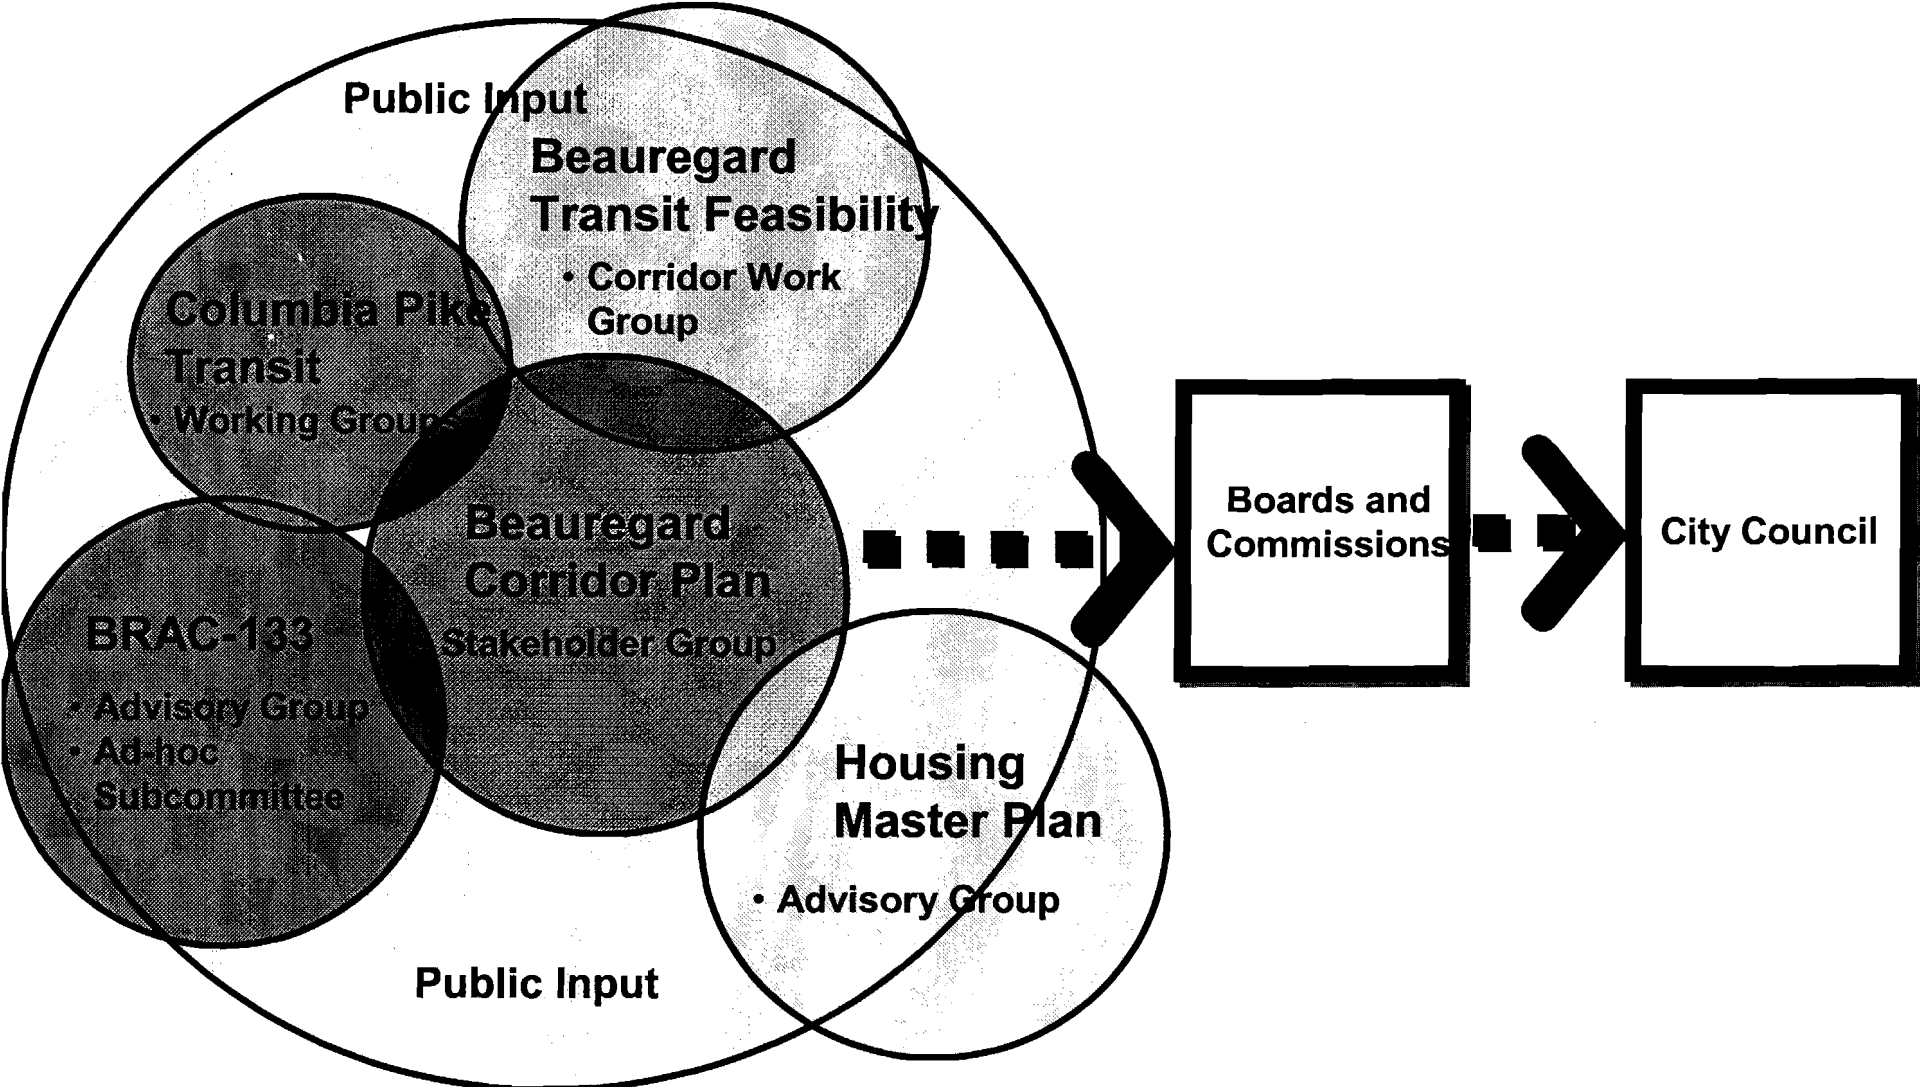 Public Input
Beauregard
Transit Feasibility
• Corridor Work
Group
Columbia Pike
Transit
• Working Groups
Beauregard
Corridor Plan
Stakeholder Group
BRAC-133
• Advisory Group
• Ad-hoc
Subcommittee
Housing
Master Plan
• Advisory Group
Public Input
Boards and
Commissions
City Council